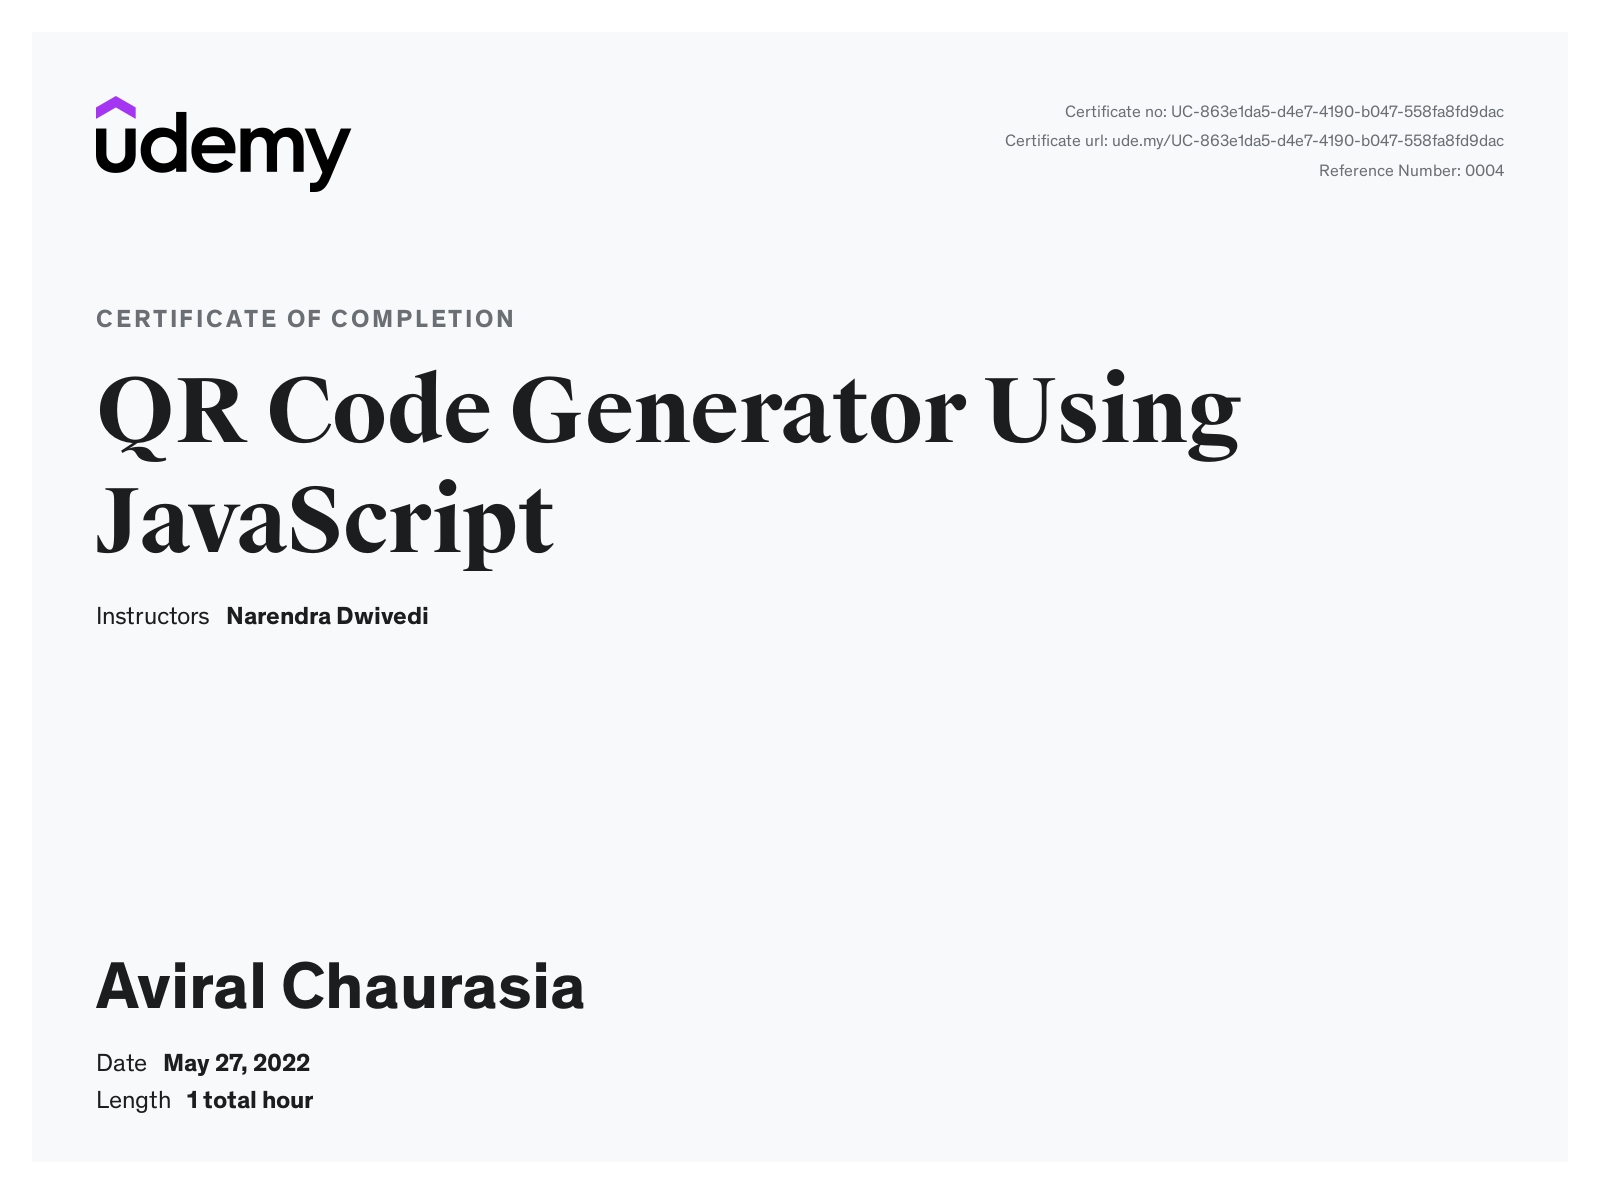 udemy
Certificate no: UC-863e1da5-d4e7-4190-b047-558fa8fd9dac
Certificate url: ude.my/UC-863e1da5-d4e7-4190-b047-558fa8fd9dac
Reference Number: 0004
CERTIFICATE OF COMPLETION
QR Code Generator Using
JavaScript
Instructors Narendra Dwivedi
Aviral Chaurasia
Date May 27, 2022
Length 1 total hour